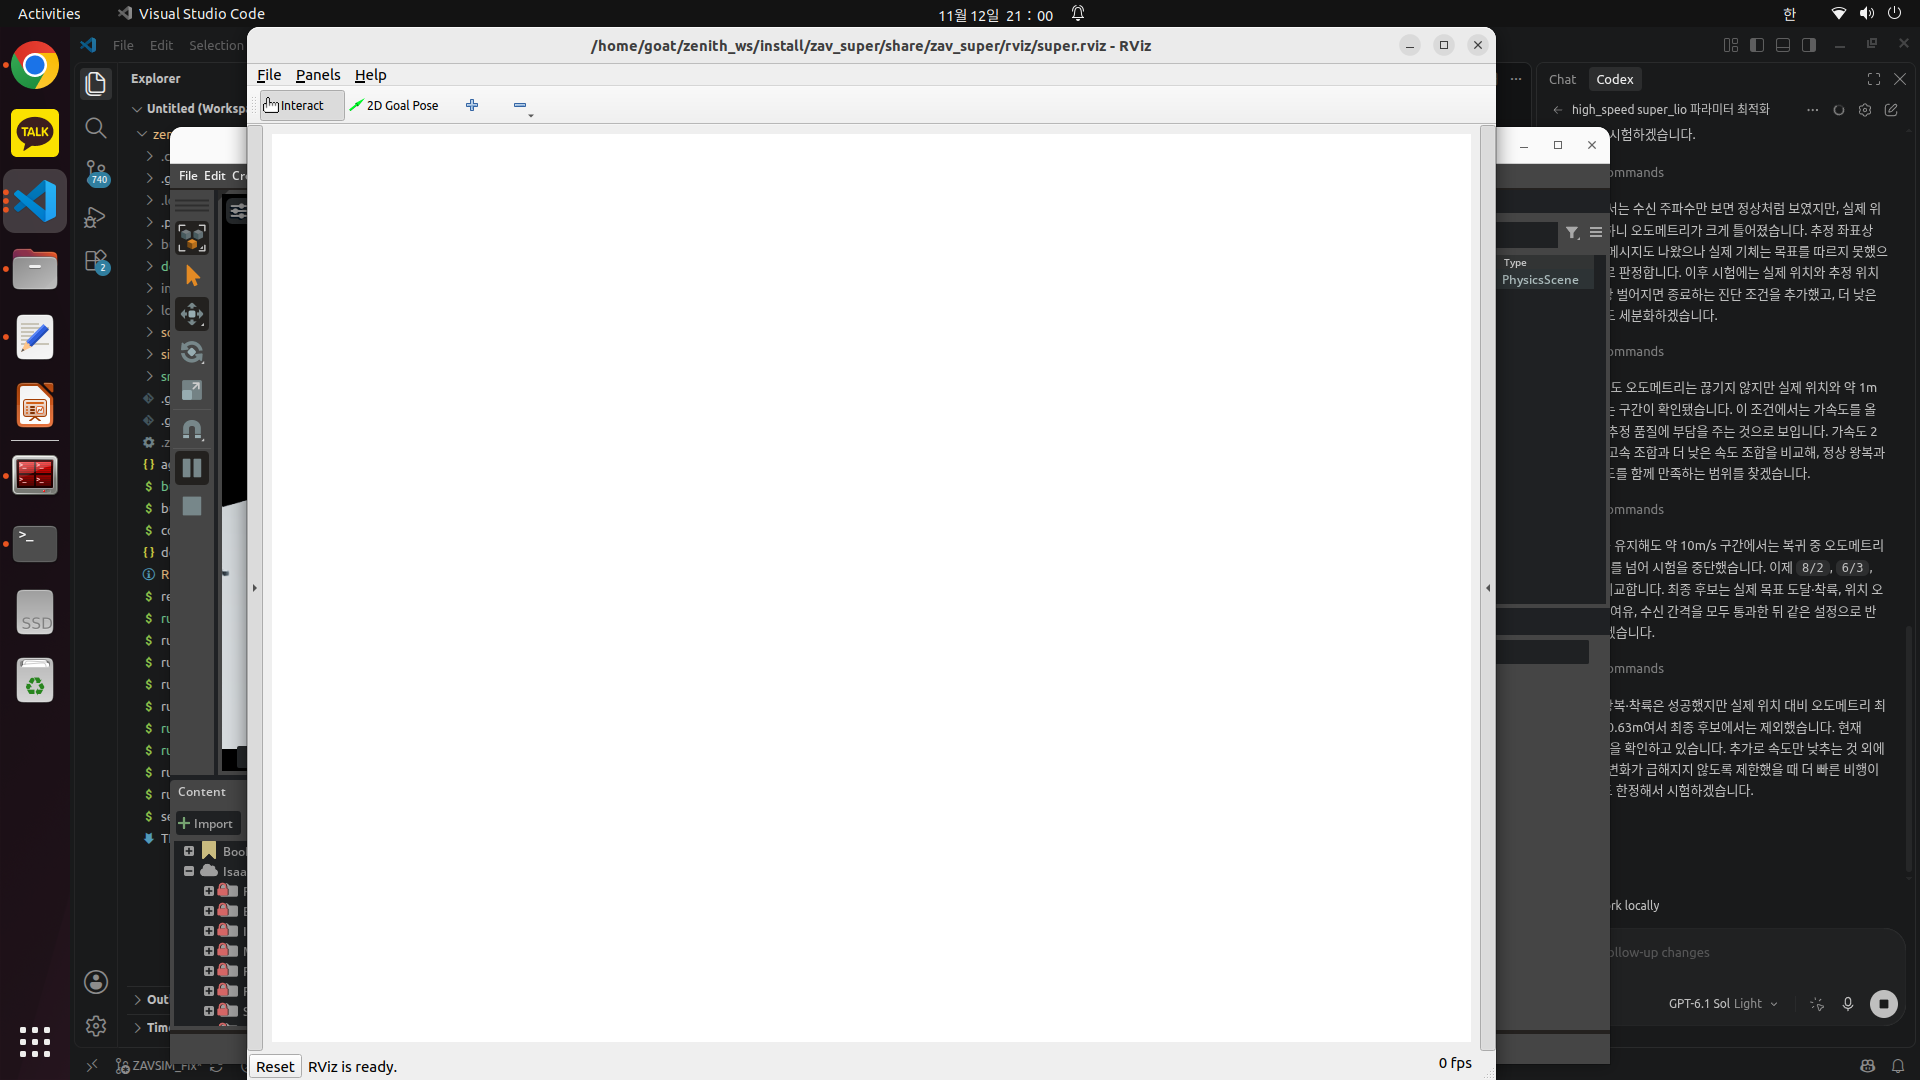 Activities
Visual Studio Code
11월 12일 21 : 00
한
File Edit Selection
/home/goat/zenith_ws/install/zav_super/share/zav_super/rviz/super.rviz - RViz
File Panels Help
Interact
2D Goal Pose
Explorer
Untitled (Worksp
TALK
740
2
SSD
File Edit Cr
Content
Import
Boo
Isaa
Out
Time
ZAVSIM_Fix*
Reset
RViz is ready.
0 fps
Type
PhysicsScene
Chat
Codex
high_speed super_lio 파라미터 최적화
시험하겠습니다.
ommands
서는 수신 주파수만 보면 정상처럼 보였지만, 실제 위
하니 오도메트리가 크게 틀어졌습니다. 추정 좌표상
메시지도 나왔으나 실제 기체는 목표를 따르지 못했으
로 판정합니다. 이후 시험에는 실제 위치와 추정 위치
상 벌어지면 종료하는 진단 조건을 추가했고, 더 낮은
도 세분화하겠습니다.
ommands
도 오도메트리는 끊기지 않지만 실제 위치와 약 1m
는 구간이 확인됐습니다. 이 조건에서는 가속도를 올
추정 품질에 부담을 주는 것으로 보입니다. 가속도 2
고속 조합과 더 낮은 속도 조합을 비교해, 정상 왕복과
도를 함께 만족하는 범위를 찾겠습니다.
ommands
유지해도 약 10m/s 구간에서는 복귀 중 오도메트리
를 넘어 시험을 중단했습니다. 이제 8/2, 6/3,
비교합니다. 최종 후보는 실제 목표 도달·착륙, 위치 오
여유, 수신 간격을 모두 통과한 뒤 같은 설정으로 반
겠습니다.
ommands
왕복·착륙은 성공했지만 실제 위치 대비 오도메트리 최
0.63m여서 최종 후보에서는 제외했습니다. 현재
을 확인하고 있습니다. 추가로 속도만 낮추는 것 외에
변화가 급해지지 않도록 제한했을 때 더 빠른 비행이
한정해서 시험하겠습니다.
rk locally
ollow-up changes
GPT-6.1 Sol Light